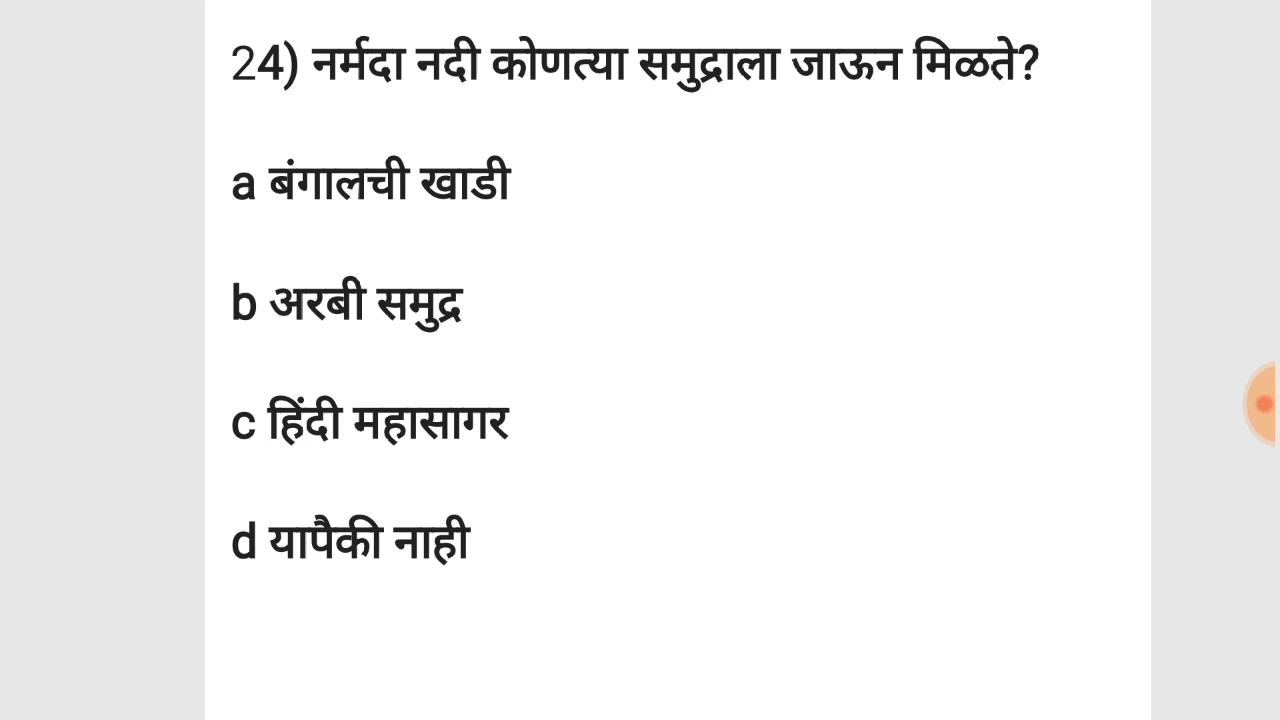 24) नर्मदा नदी कोणत्या समुद्राला जाऊन मिळते?
a बंगालची खाडी
b अरबी समुद्र
c हिंदी महासागर
d यापैकी नाही